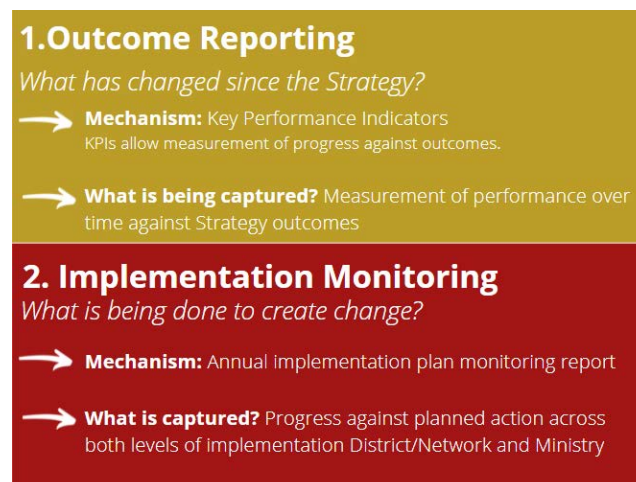 1.Outcome Reporting
What has changed since the Strategy?
Mechanism: Key Performance Indicators
KPIs allow measurement of progress against outcomes.
What is being captured? Measurement of performance over
time against Strategy outcomes
2. Implementation Monitoring
What is being done to create change?
Mechanism: Annual implementation plan monitoring report
What is captured? Progress against planned action across
both levels of implementation District/Network and Ministry